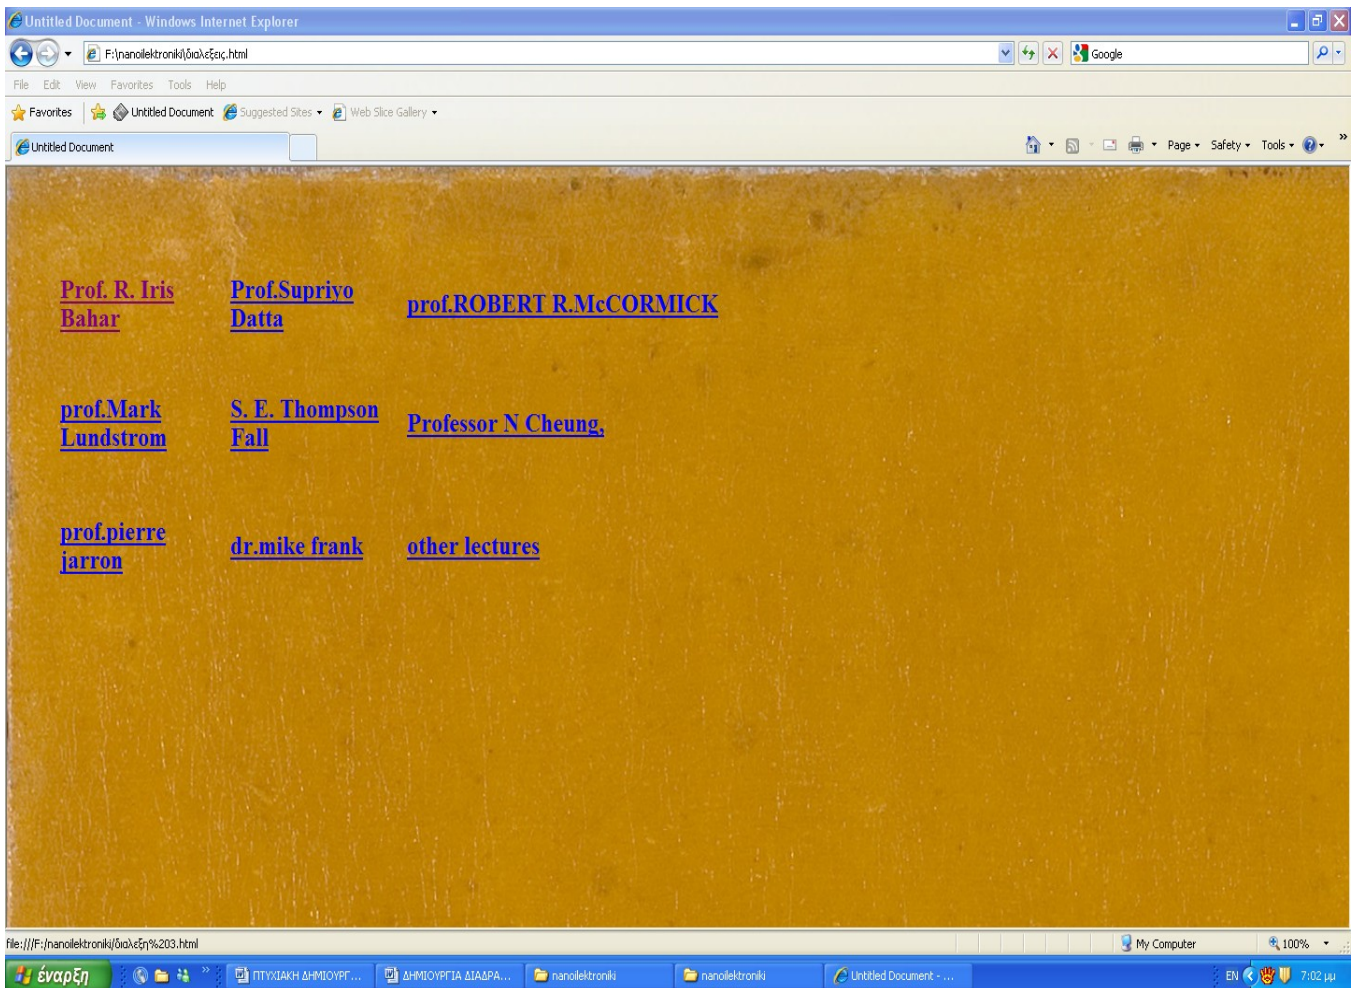 Untitled Document - Windows Internet Explorer
F:\nanoilektroniki\διαλεξεις.html
Google
File Edit View Favorites Tools Help
Favorites Untitled Document Suggested Sites Web Slice Gallery
Untitled Document
Page Safety Tools »
Prof. R. Iris
Bahar
Prof.Supriyo
Datta
prof.ROBERT R.McCORMICK
prof.Mark
Lundstrom
S. E. Thompson
Fall
Professor N Cheung,
prof.pierre
jarron
dr.mike frank
other lectures
file:///F:/nanoilektroniki/διαλεξη%203.html
My Computer
100%
έναρξη
»
ΠΤΥΧΙΑΚΗ ΔΗΜΙΟΥΡΓ...
ΔΗΜΙΟΥΡΓΙΑ ΔΙΑΔΡΑ...
nanoilektroniki
nanoilektroniki
Untitled Document - ...
EN
7:02 μμ